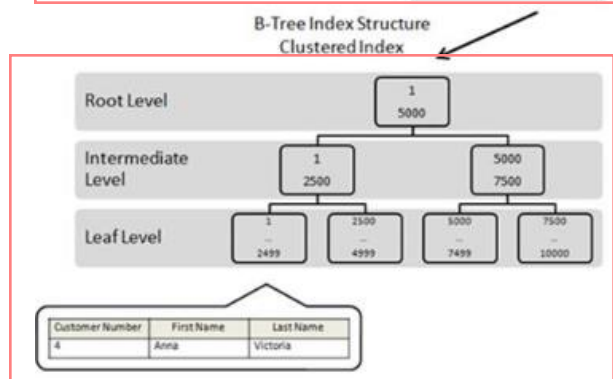 B-Tree Index Structure
Clustered Index
Root Level
1
5000
Intermediate
Level
1
2500
5000
7500
Leaf Level
1
...
2499
2500
...
4999
5000
...
7499
7500
...
10000
Customer Number First Name Last Name
4 Anna Victoria